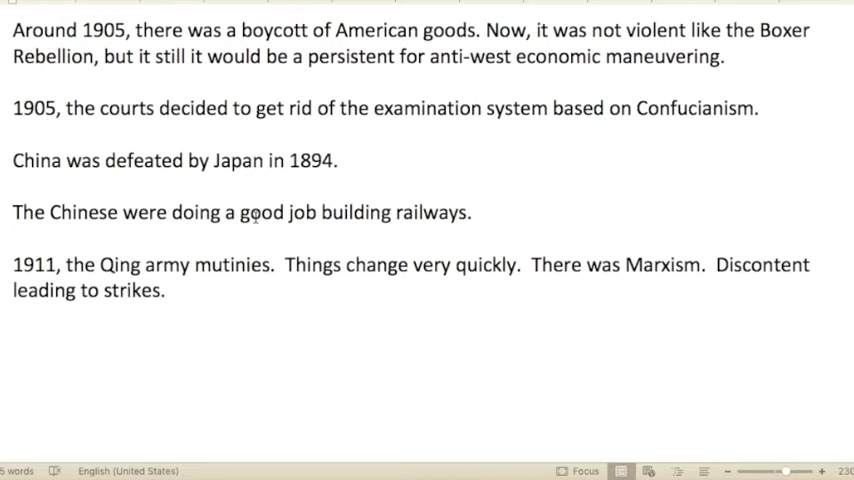 Around 1905, there was a boycott of American goods. Now, it was not violent like the Boxer
Rebellion, but it still it would be a persistent for anti-west economic maneuvering.
1905, the courts decided to get rid of the examination system based on Confucianism.
China was defeated by Japan in 1894.
The Chinese were doing a good job building railways.
1911, the Qing army mutinies. Things change very quickly. There was Marxism. Discontent
leading to strikes.
5 words English (United States) Focus 230